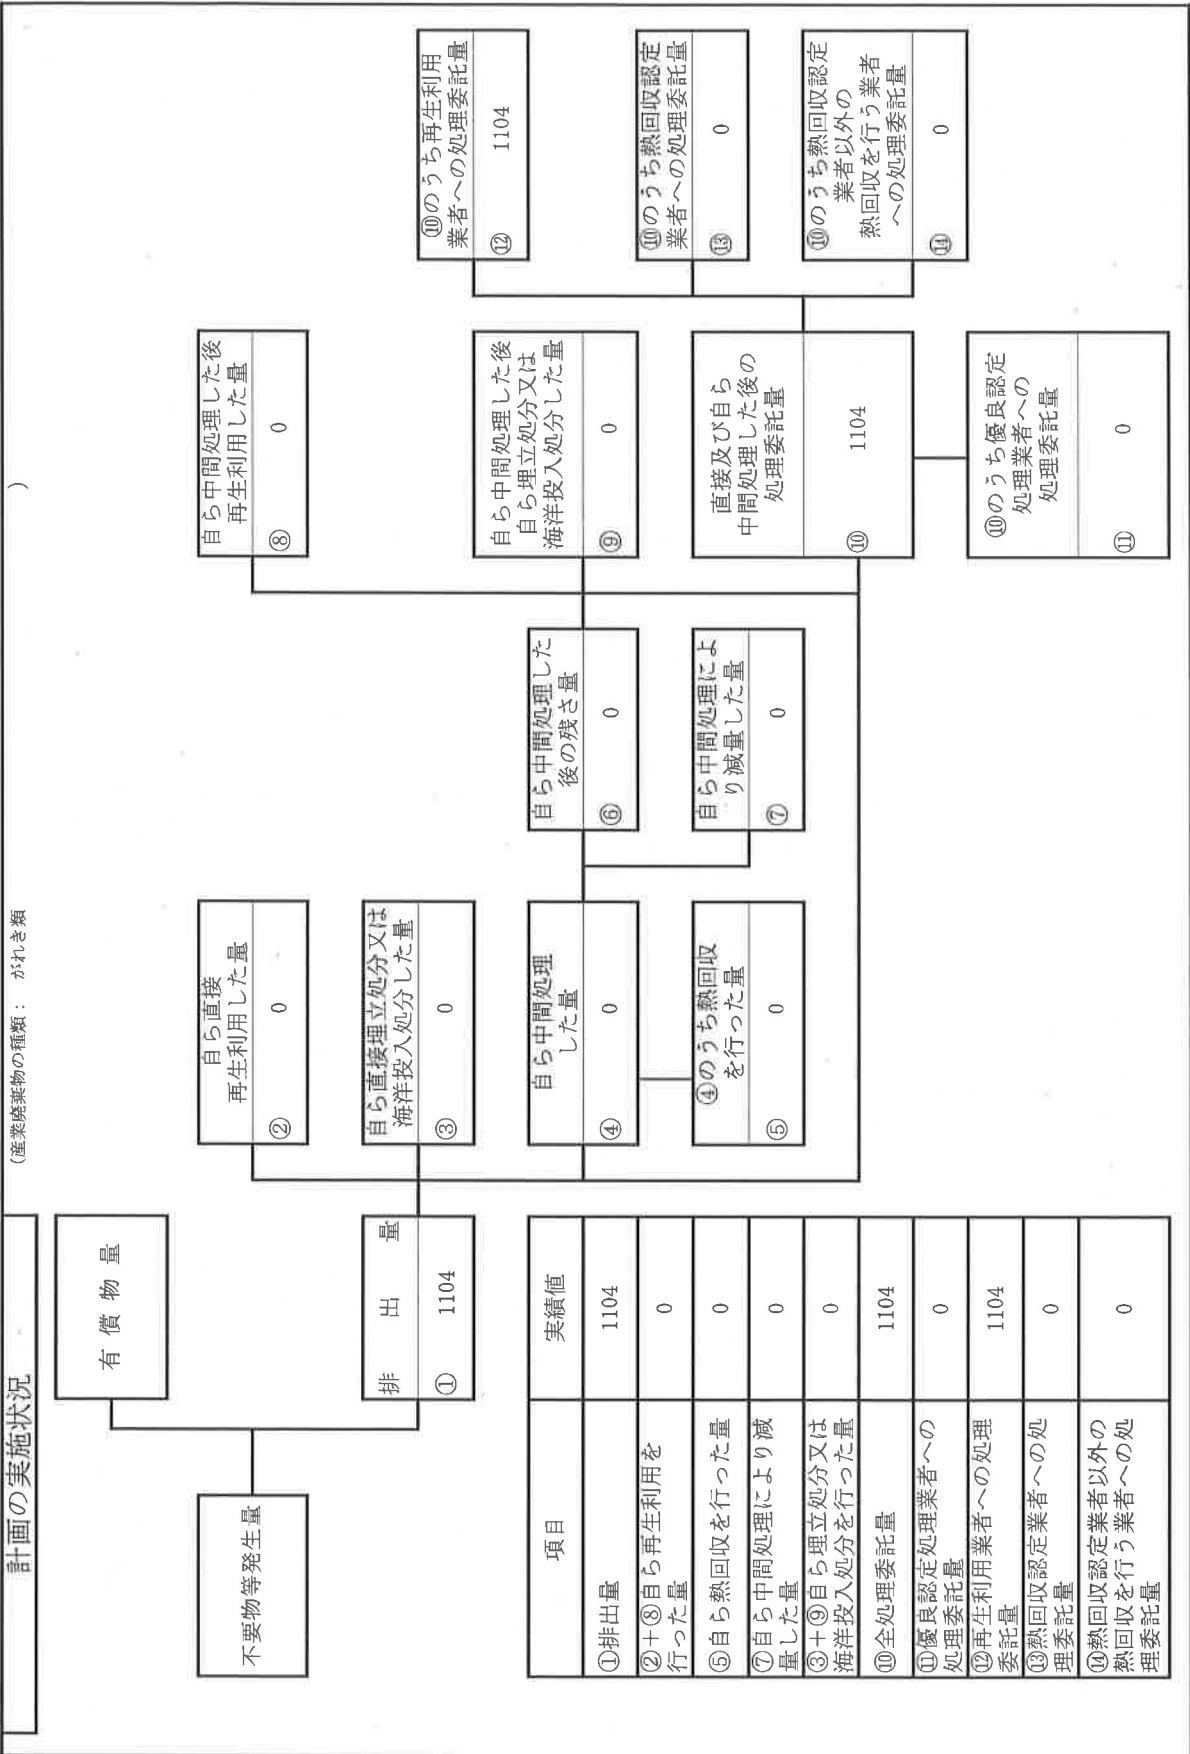 計画の実施状況
(産業廃棄物の種類： がれき類 )
不要物等発生量
有償物量
排出量
① 1104
自ら直接
再生利用した量
② 0
自ら直接埋立処分又は
海洋投入処分した量
③ 0
自ら中間処理
した量
④ 0
④のうち熱回収
を行った量
⑤ 0
自ら中間処理した
後の残さ量
⑥ 0
自ら中間処理によ
り減量した量
⑦ 0
自ら中間処理した後
再生利用した量
⑧ 0
自ら中間処理した後
自ら埋立処分又は
海洋投入処分した量
⑨ 0
直接及び自ら
中間処理した後の
処理委託量
⑩ 1104
⑩のうち優良認定
処理業者への
処理委託量
⑪ 0
⑩のうち再生利用
業者への処理委託量
⑫ 1104
⑩のうち熱回収認定
業者への処理委託量
⑬ 0
⑩のうち熱回収認定
業者以外の
熱回収を行う業者
への処理委託量
⑭ 0
項目 実績値
①排出量 1104
②＋⑧自ら再生利用を
行った量 0
⑤自ら熱回収を行った量 0
⑦自ら中間処理により減
量した量 0
③＋⑨自ら埋立処分又は
海洋投入処分を行った量 0
⑩全処理委託量 1104
⑪優良認定処理業者への
処理委託量 0
⑫再生利用業者への処理
委託量 1104
⑬熱回収認定業者への処
理委託量 0
⑭熱回収認定業者以外の
熱回収を行う業者への処
理委託量 0